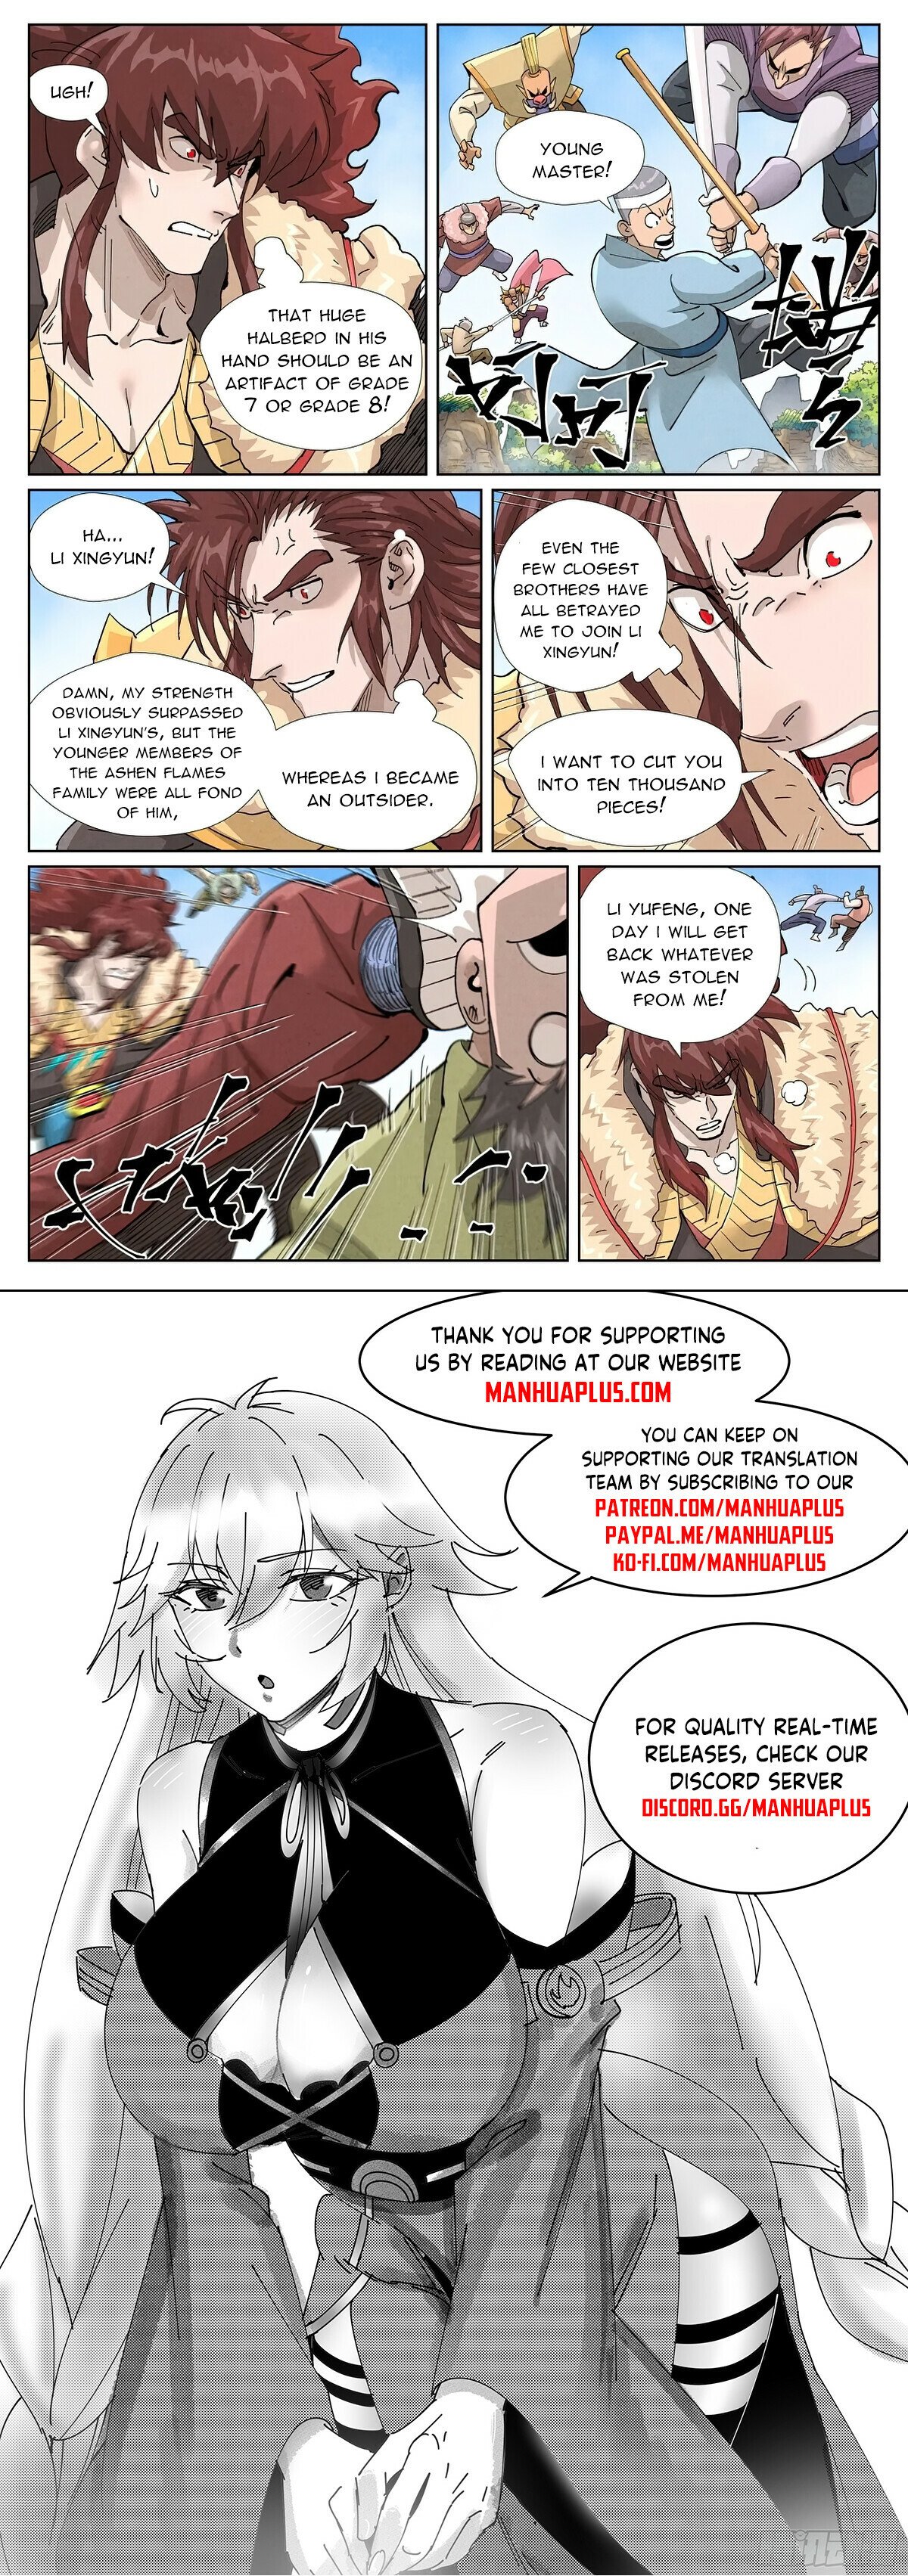 UGH!
THAT HUGE
HALBERD IN HIS
HAND SHOULD BE AN
ARTIFACT OF GRADE
7 OR GRADE 8!
YOUNG
MASTER!
HA...
LI XINGYUN!
DAMN, MY STRENGTH
OBVIOUSLY SURPASSED
LI XINGYUN'S, BUT THE
YOUNGER MEMBERS OF
THE ASHEN FLAMES
FAMILY WERE ALL FOND
OF HIM,
WHEREAS I BECAME
AN OUTSIDER.
EVEN THE
FEW CLOSEST
BROTHERS HAVE
ALL BETRAYED
ME TO JOIN LI
XINGYUN!
I WANT TO CUT YOU
INTO TEN THOUSAND
PIECES!
LI YUFENG, ONE
DAY I WILL GET
BACK WHATEVER
WAS STOLEN
FROM ME!
THANK YOU FOR SUPPORTING
US BY READING AT OUR WEBSITE
MANHUAPLUS.COM
YOU CAN KEEP ON
SUPPORTING OUR TRANSLATION
TEAM BY SUBSCRIBING TO OUR
PATREON.COM/MANHUAPLUS
PAYPAL.ME/MANHUAPLUS
KO-FI.COM/MANHUAPLUS
FOR QUALITY REAL-TIME
RELEASES, CHECK OUR
DISCORD SERVER
DISCORD.GG/MANHUAPLUS